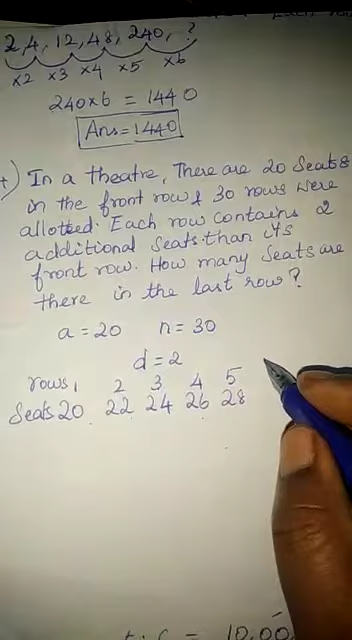 2, 4, 12, 48, 240, ?
×2 ×3 ×4 ×5 ×6
240×6 = 1440
Ans = 1440
In a theatre, There are 20 Seats
in the front row & 30 rows were
allotted. Each row contains 2
additional Seats than its
front row. How many Seats are
there in the last row?
a = 20 n = 30
d = 2
rows 1 2 3 4 5
Seats 20 22 24 26 28
= 10,00